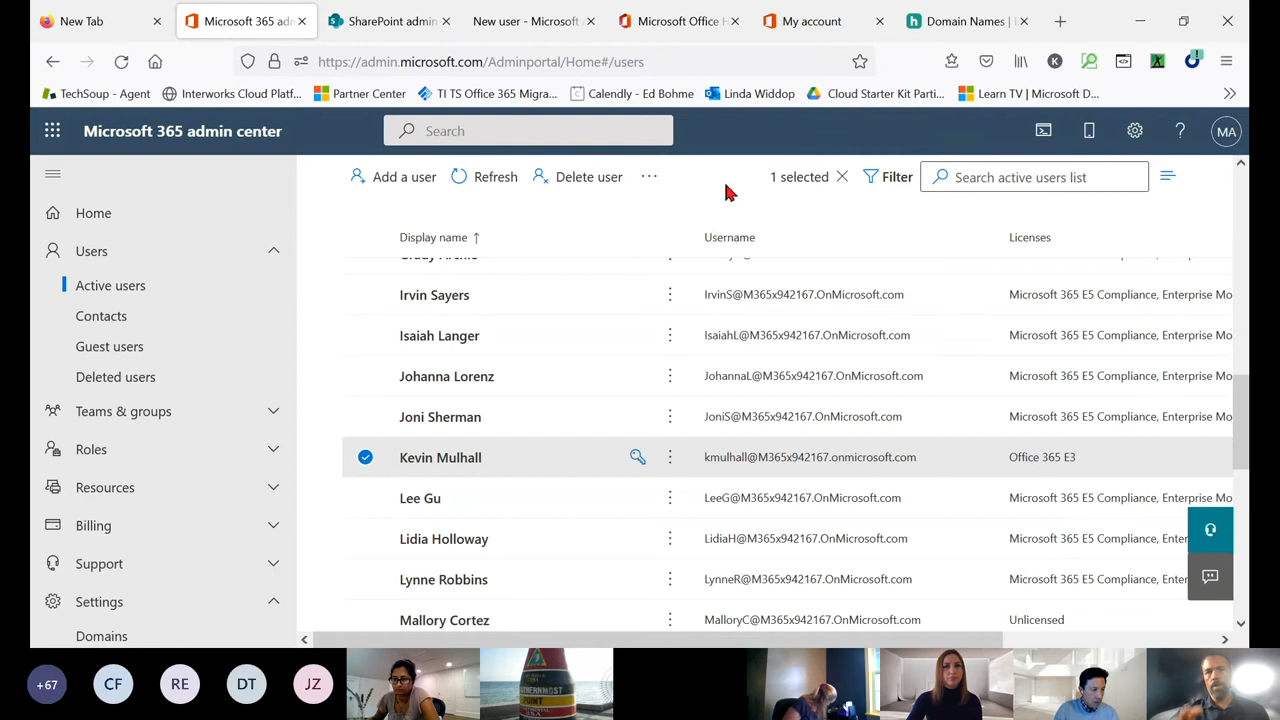 New Tab
Microsoft 365 adn
SharePoint admin
New user - Microsoft
Microsoft Office H
My account
Domain Names |
https://admin.microsoft.com/Adminportal/Home#/users
TechSoup - Agent
Interworks Cloud Platf...
Partner Center
TI TS Office 365 Migra...
Calendly - Ed Bohme
Linda Widdop
Cloud Starter Kit Parti...
Learn TV | Microsoft D...
Microsoft 365 admin center
Search
MA
Add a user
Refresh
Delete user
1 selected
Filter
Search active users list
Home
Users
Active users
Contacts
Guest users
Deleted users
Teams & groups
Roles
Resources
Billing
Support
Settings
Domains
Display name ↑
Username
Licenses
Irvin Sayers
IrvinS@M365x942167.OnMicrosoft.com
Microsoft 365 E5 Compliance, Enterprise Mo
Isaiah Langer
IsaiahL@M365x942167.OnMicrosoft.com
Microsoft 365 E5 Compliance, Enterprise Mo
Johanna Lorenz
JohannaL@M365x942167.OnMicrosoft.com
Microsoft 365 E5 Compliance, Enterprise Mo
Joni Sherman
JoniS@M365x942167.OnMicrosoft.com
Microsoft 365 E5 Compliance, Enterprise Mo
Kevin Mulhall
kmulhall@M365x942167.onmicrosoft.com
Office 365 E3
Lee Gu
LeeG@M365x942167.OnMicrosoft.com
Microsoft 365 E5 Compliance, Enterprise Mo
Lidia Holloway
LidiaH@M365x942167.OnMicrosoft.com
Microsoft 365 E5 Compliance, Enter
Lynne Robbins
LynneR@M365x942167.OnMicrosoft.com
Microsoft 365 E5 Compliance, Enter
Mallory Cortez
MalloryC@M365x942167.OnMicrosoft.com
Unlicensed
+67
CF
RE
DT
JZ
POINT